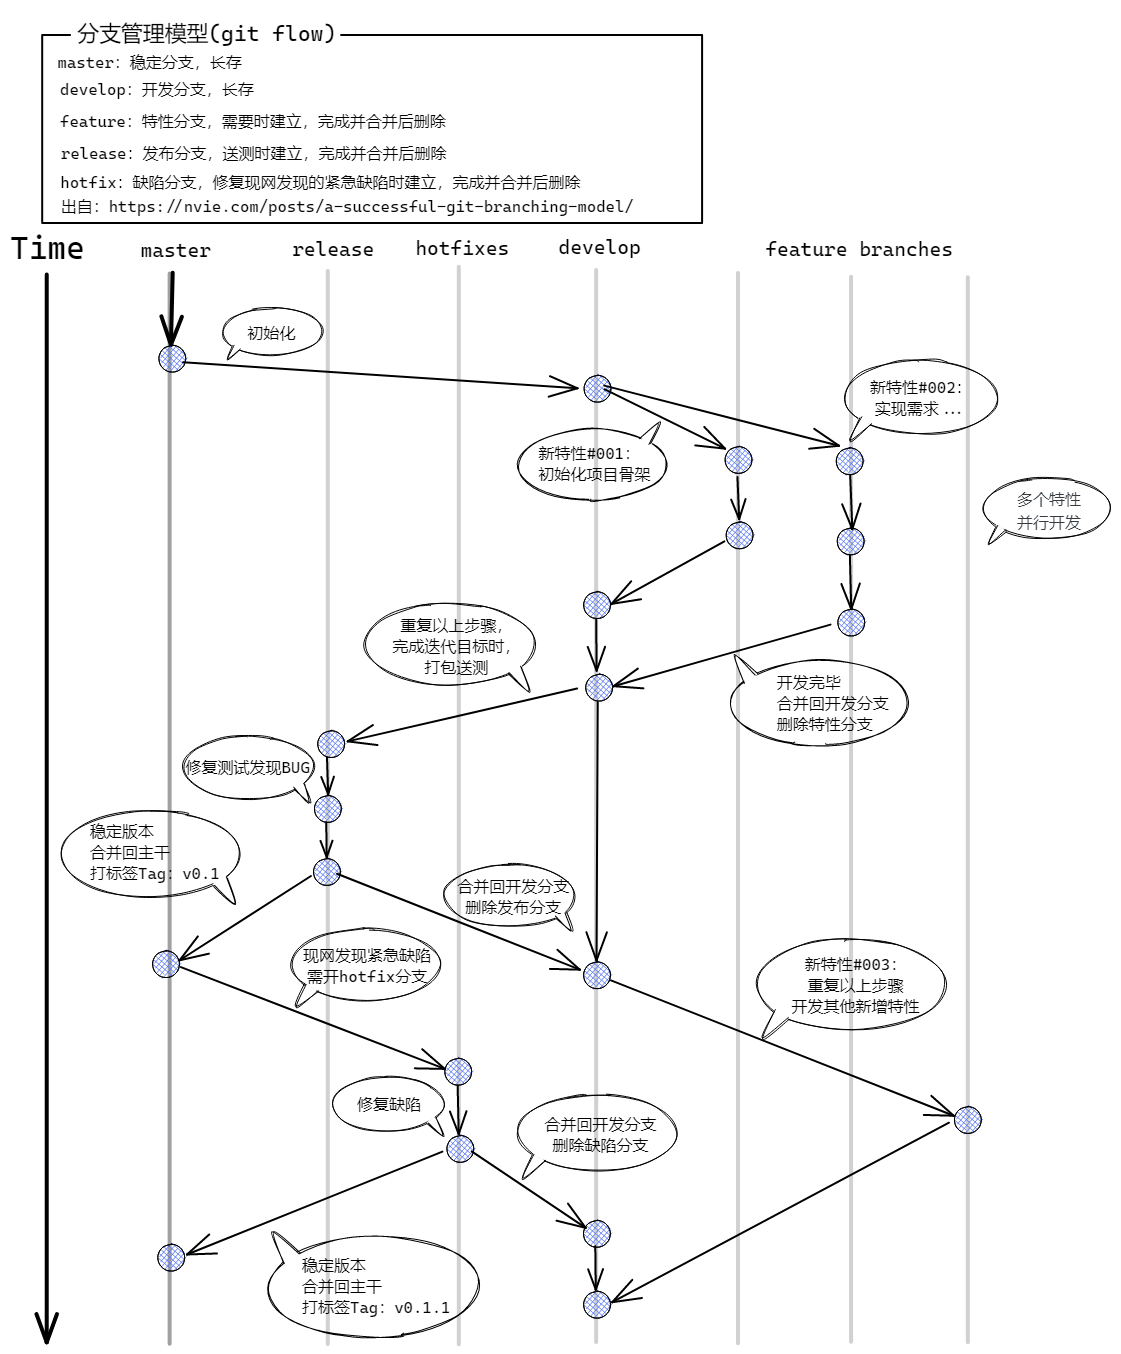 分支管理模型(git flow)
master: 稳定分支, 长存
develop: 开发分支, 长存
feature: 特性分支, 需要时建立, 完成并合并后删除
release: 发布分支, 送测时建立, 完成并合并后删除
hotfix: 缺陷分支, 修复现网发现的紧急缺陷时建立, 完成并合并后删除
出自: https://nvie.com/posts/a-successful-git-branching-model/
Time
master
release
hotfixes
develop
feature branches
初始化
新特性#002:
实现需求...
新特性#001:
初始化项目骨架
多个特性
并行开发
重复以上步骤,
完成迭代目标时,
打包送测
开发完毕
合并回开发分支
删除特性分支
修复测试发现BUG
稳定版本
合并回主干
打标签Tag: v0.1
合并回开发分支
删除发布分支
现网发现紧急缺陷
需开hotfix分支
新特性#003:
重复以上步骤
开发其他新增特性
修复缺陷
合并回开发分支
删除缺陷分支
稳定版本
合并回主干
打标签Tag: v0.1.1